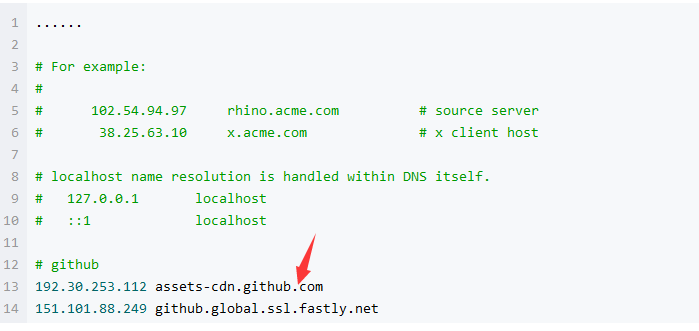 1 ......
2
3 # For example:
4 #
5 #      102.54.94.97     rhino.acme.com          # source server
6 #       38.25.63.10     x.acme.com              # x client host
7
8 # localhost name resolution is handled within DNS itself.
9 #   127.0.0.1       localhost
10 #   ::1             localhost
11
12 # github
13 192.30.253.112 assets-cdn.github.com
14 151.101.88.249 github.global.ssl.fastly.net